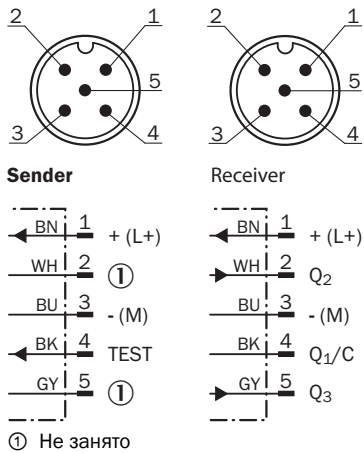 2 1
5
3 4
2 1
5
3 4
Sender
BN 1 + (L+)
WH 2 ①
BU 3 - (M)
BK 4 TEST
GY 5 ①
① Не занято
Receiver
BN 1 + (L+)
WH 2 Q2
BU 3 - (M)
BK 4 Q1/C
GY 5 Q3